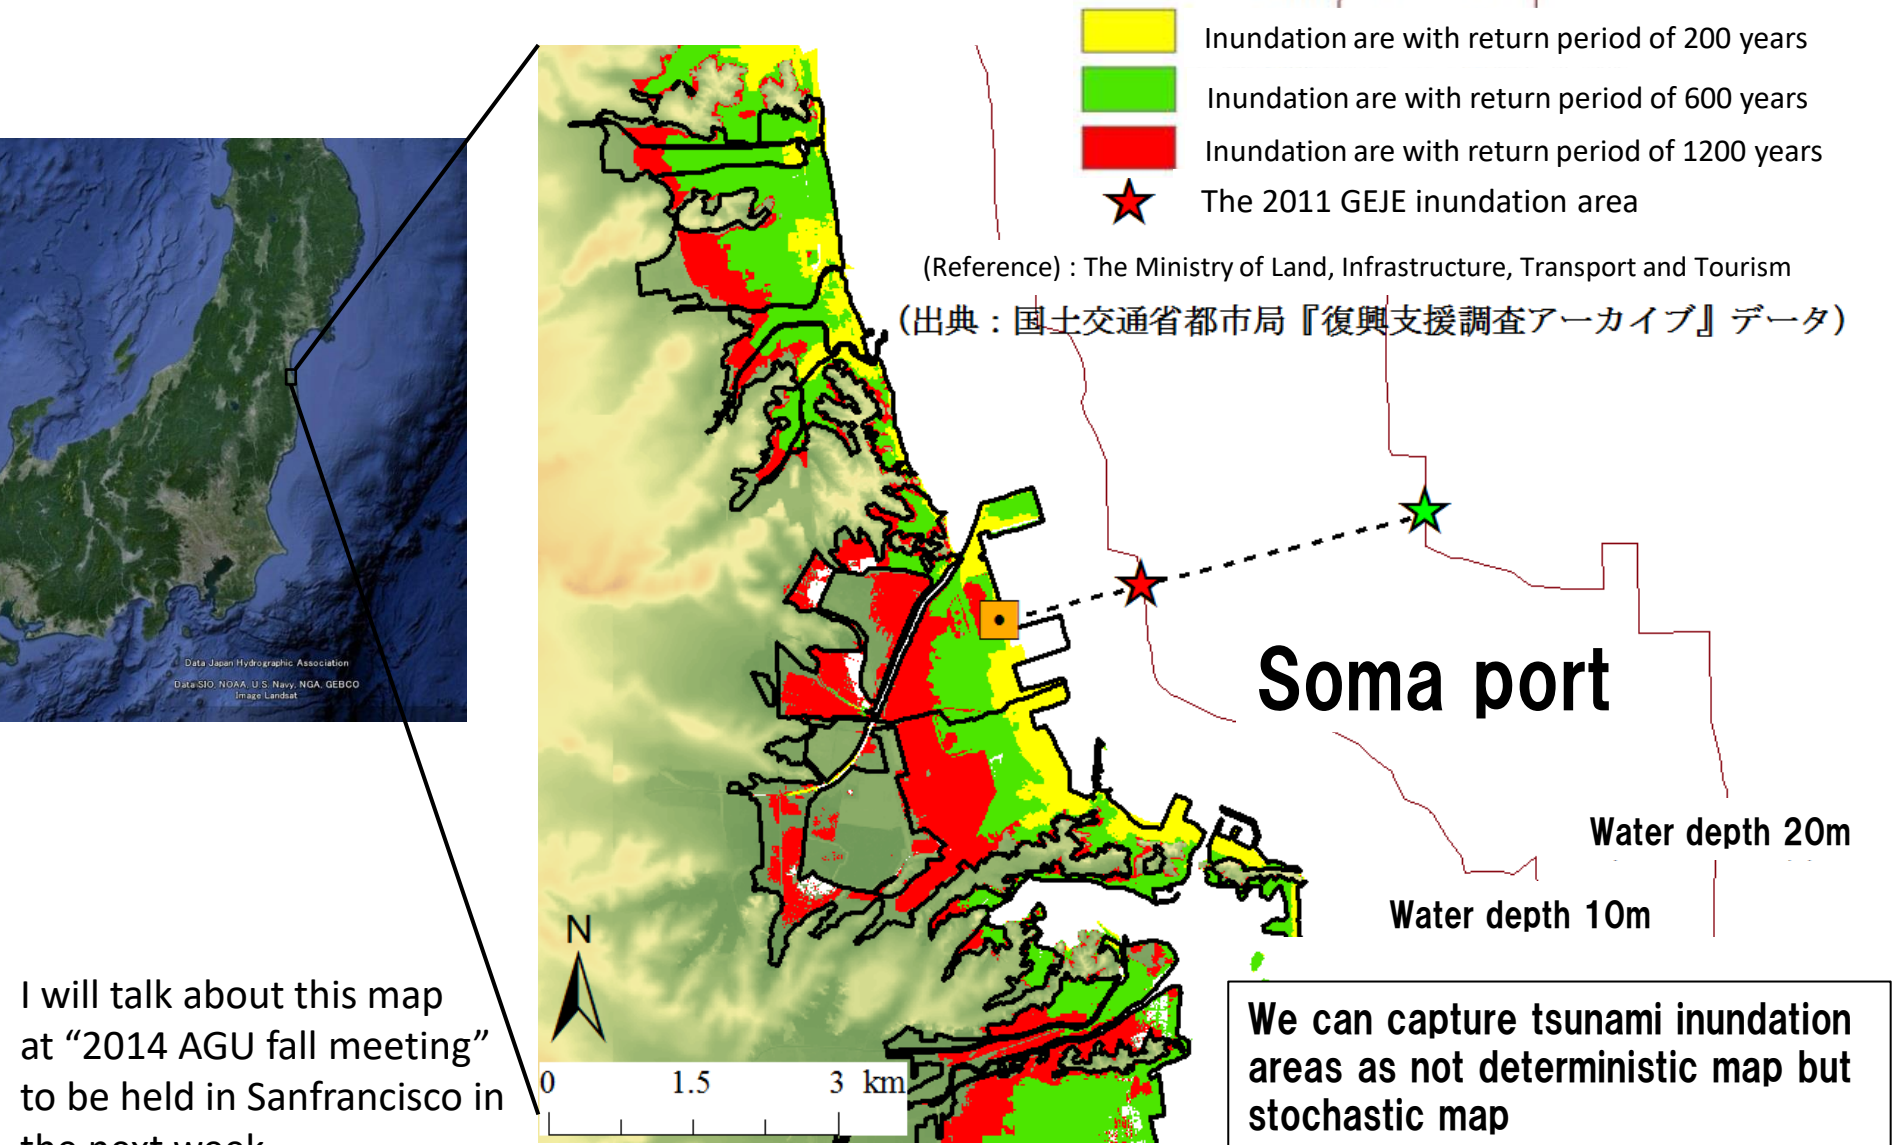 Inundation are with return period of 200 years
Inundation are with return period of 600 years
Inundation are with return period of 1200 years
The 2011 GEJE inundation area
(Reference) : The Ministry of Land, Infrastructure, Transport and Tourism
（出典：国土交通省都市局『復興支援調査アーカイブ』データ）
Data Japan Hydrographic Association
Data SIO, NOAA, U.S. Navy, NGA, GEBCO
Image Landsat
Soma port
Water depth 20m
Water depth 10m
N
0 1.5 3 km
I will talk about this map
at “2014 AGU fall meeting”
to be held in Sanfrancisco in
the next week
We can capture tsunami inundation
areas as not deterministic map but
stochastic map